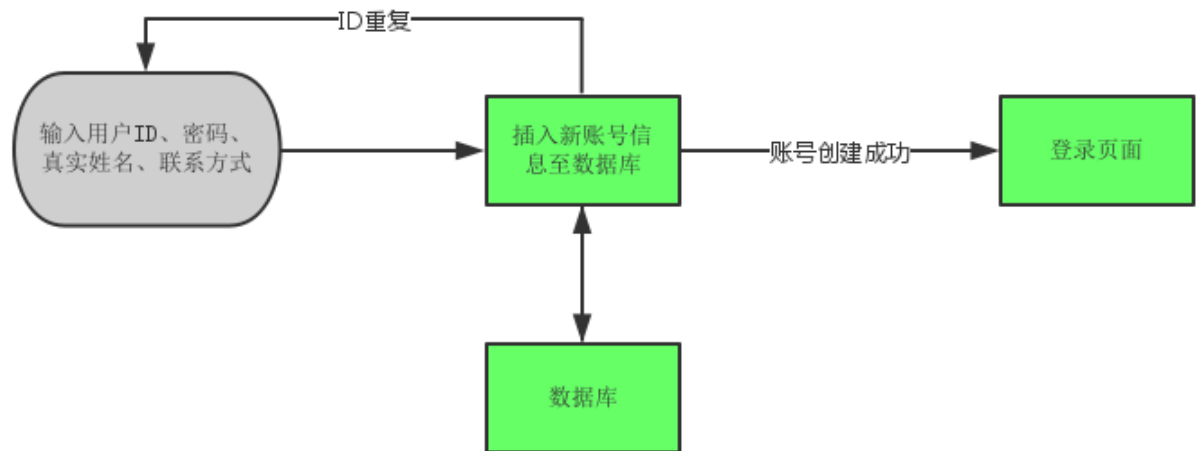 ID重复
输入用户ID、密码、
真实姓名、联系方式
插入新账号信
息至数据库
账号创建成功
登录页面
数据库